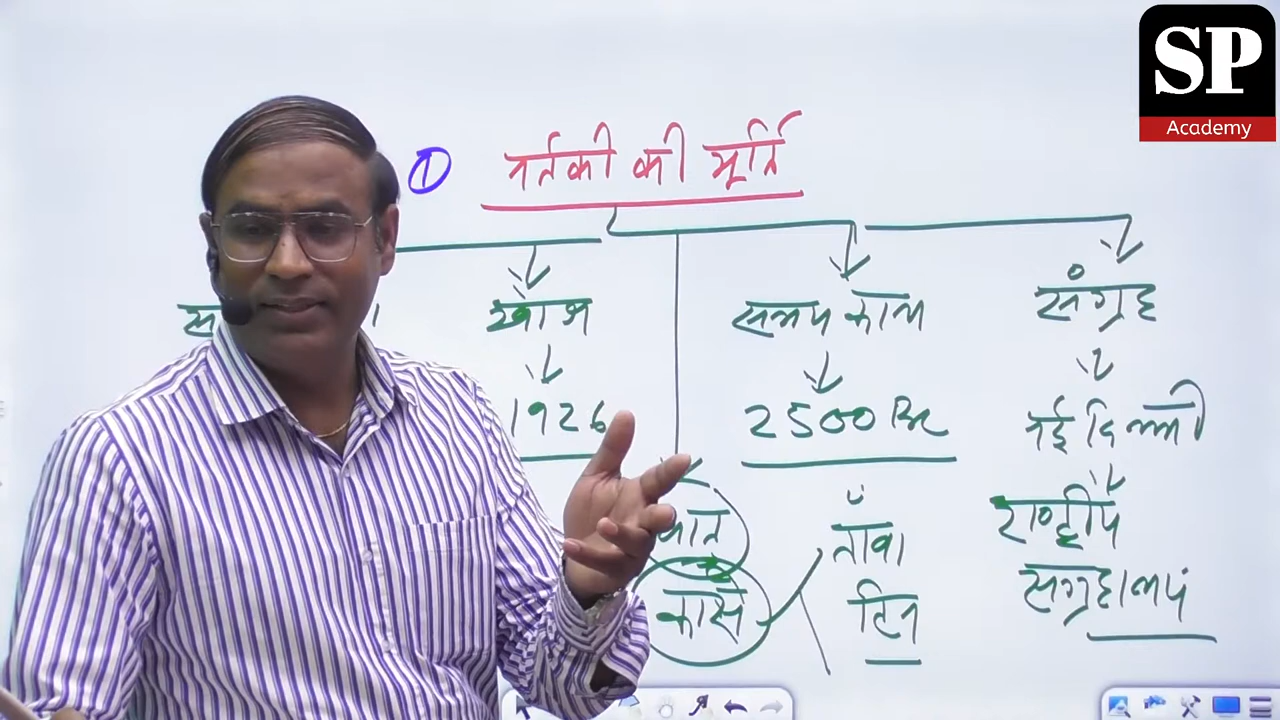 SP
Academy
① नर्तकी की मूर्ति
खोज
समय काल
संग्रह
1926
2500 BC
नई दिल्ली
राष्ट्रीय
संग्रहालय
तांबा
कांसे
टिन